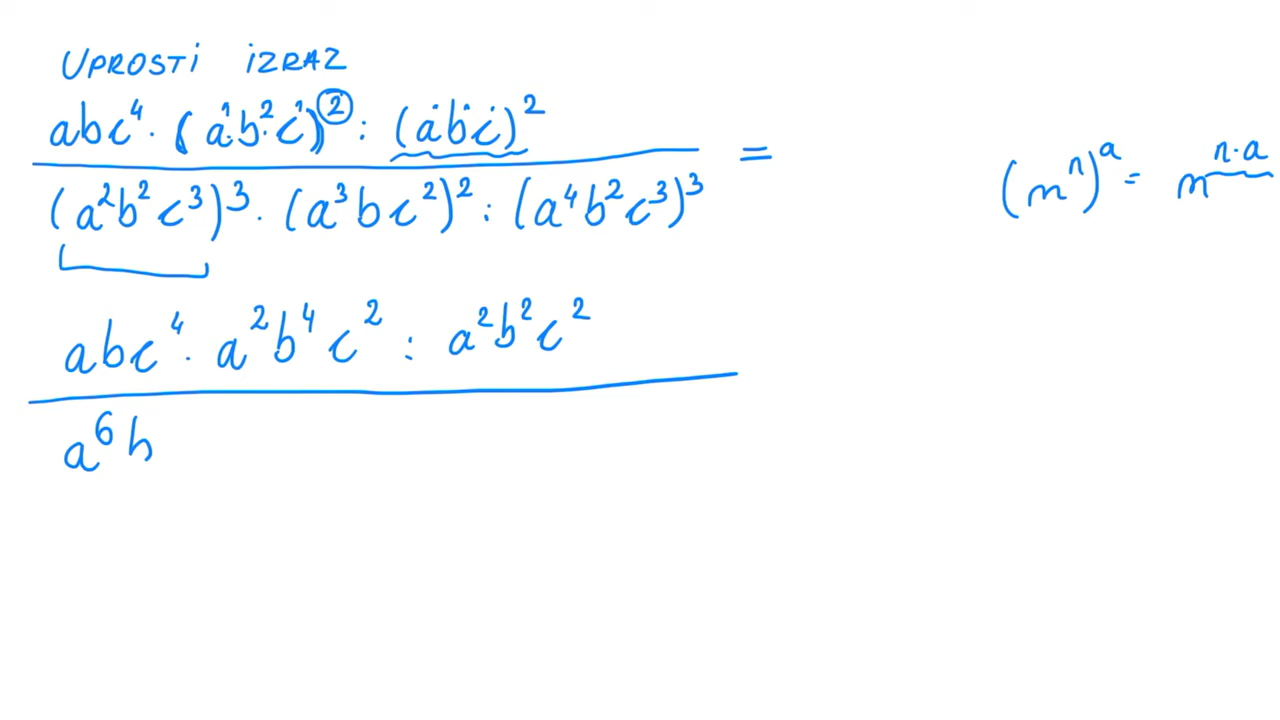 UPROSTI IZRAZ
abc⁴ · (a¹b²c¹)² : (a¹b¹c¹)²
=
(mⁿ)ᵃ = mⁿ·ᵃ
(a²b²c³)³ · (a³bc²)² : (a⁴b²c³)³
abc⁴ · a²b⁴c² : a²b²c²
a⁶b